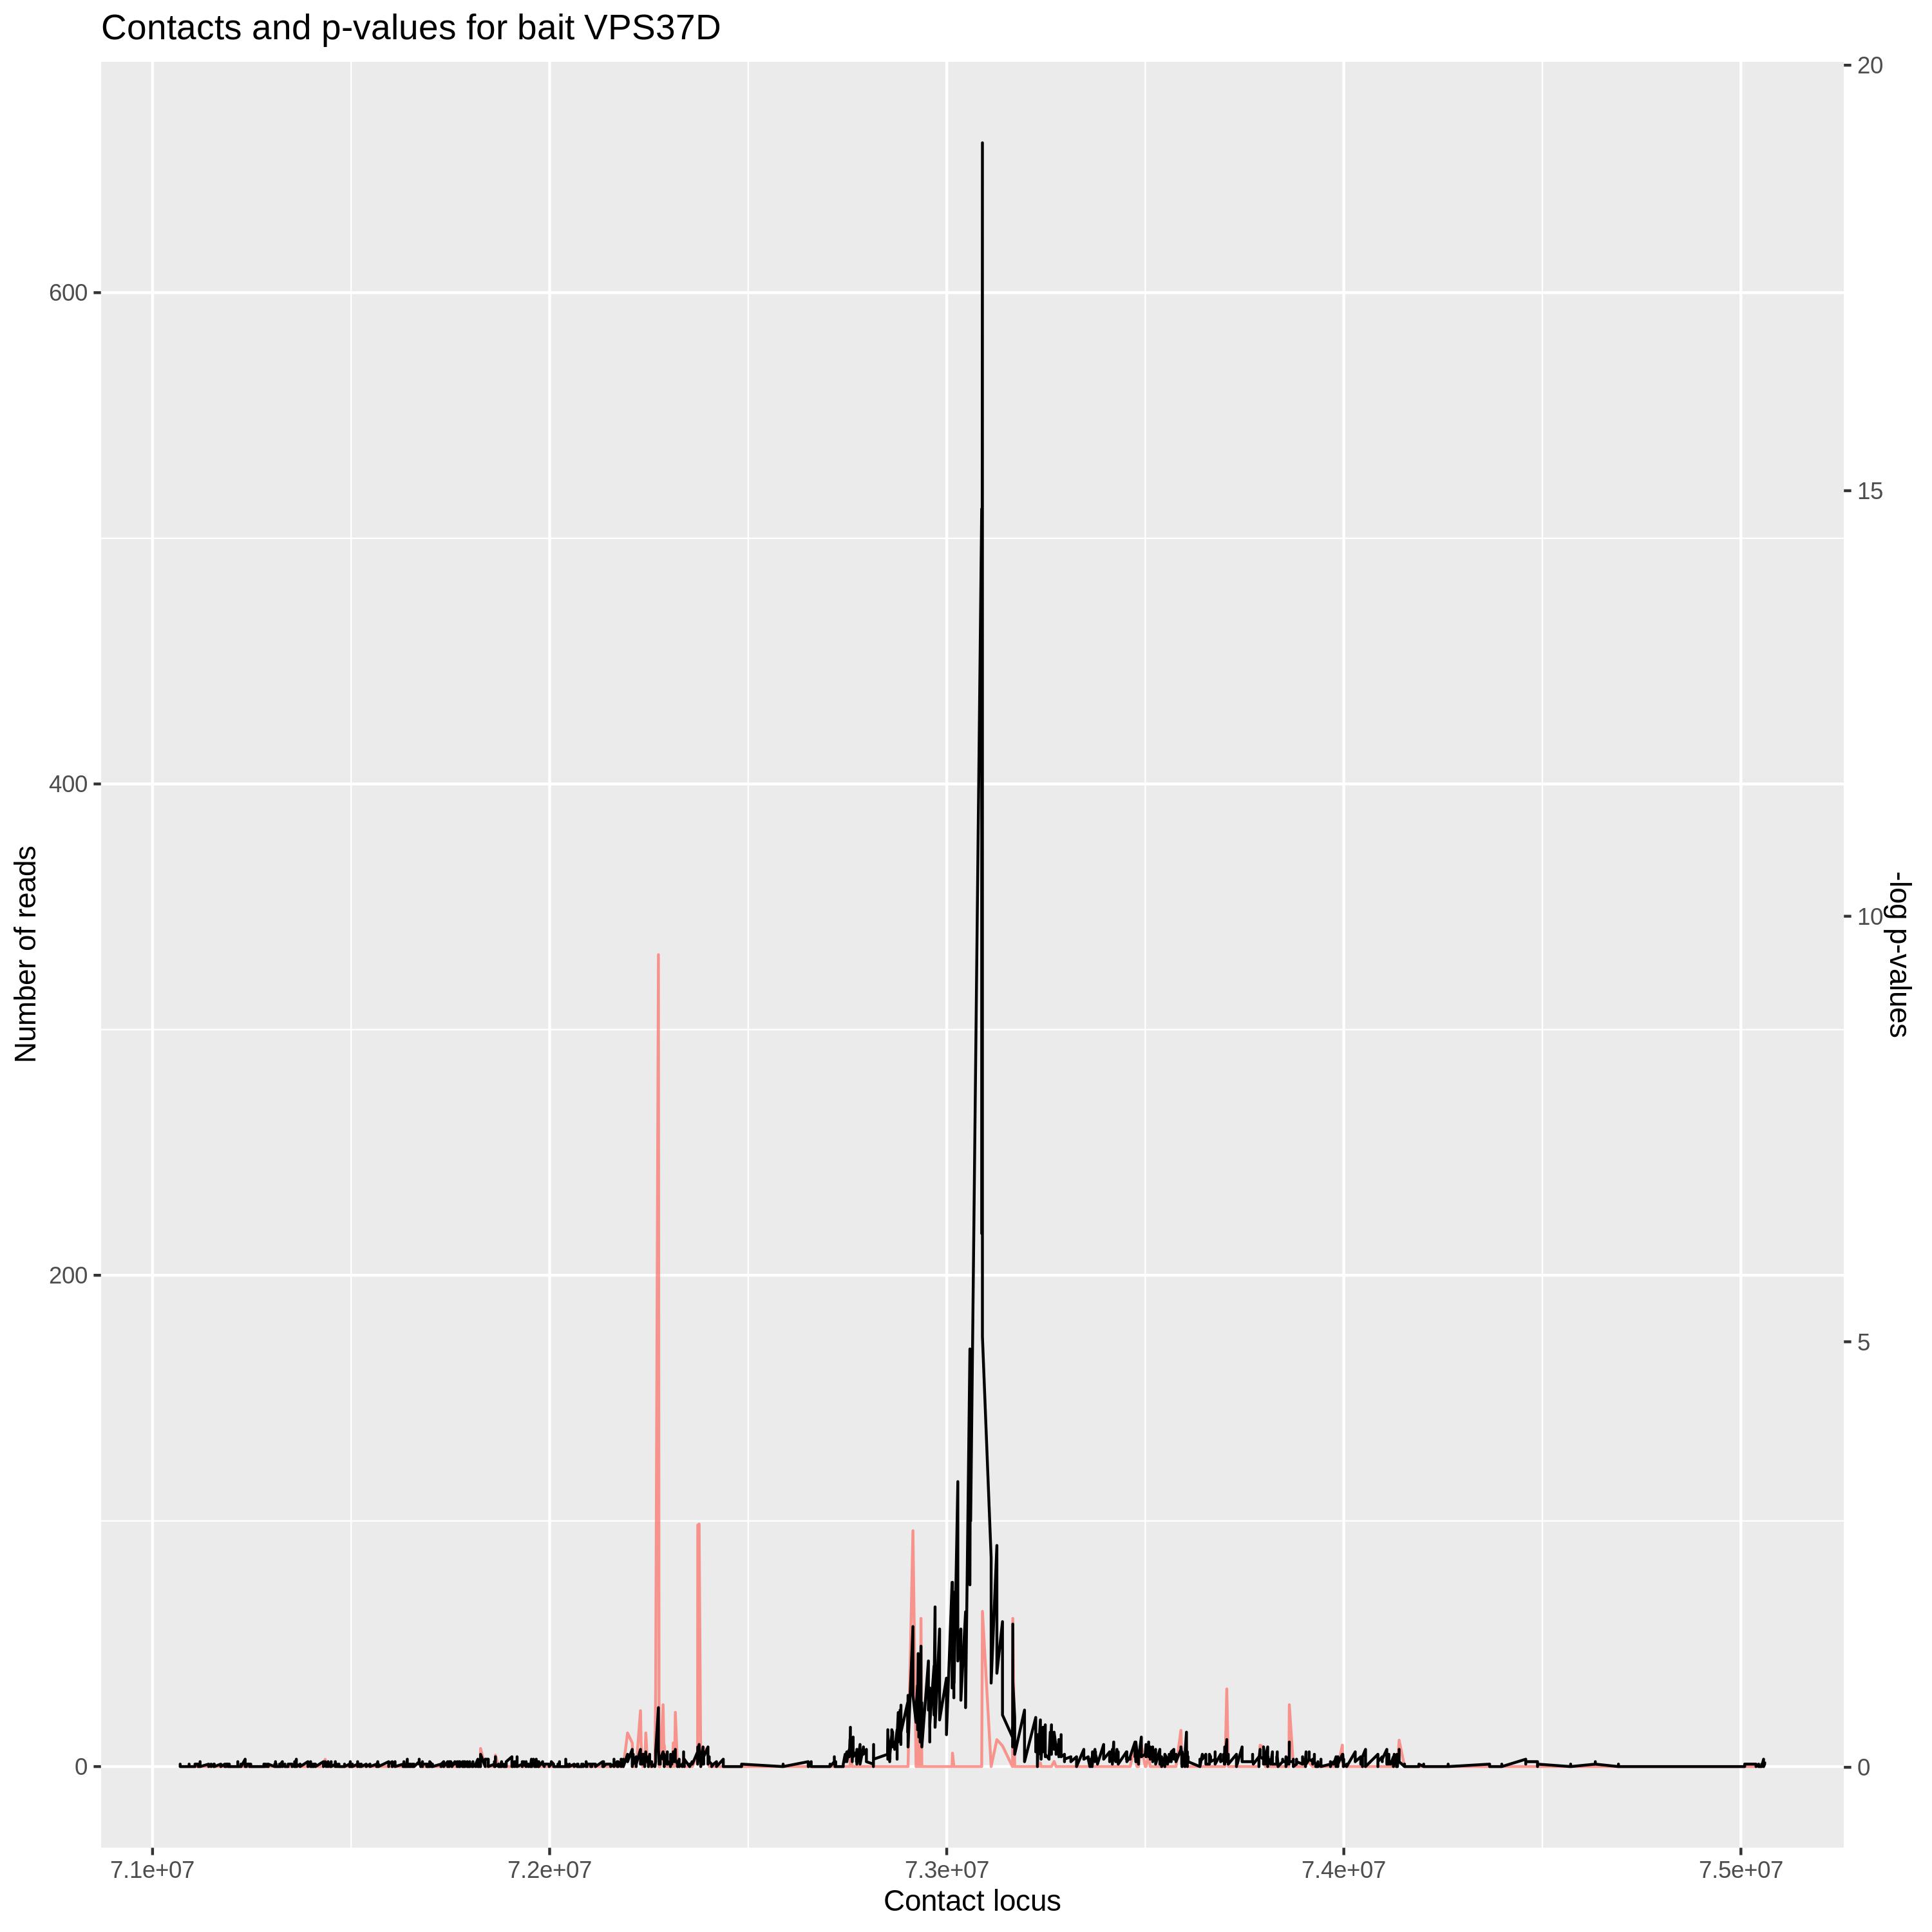 Contacts and p-values for bait VPS37D
20
600
15
400
10
Number of reads
-log p-values
200
5
0
0
7.1e+07 7.2e+07 7.3e+07 7.4e+07 7.5e+07
Contact locus